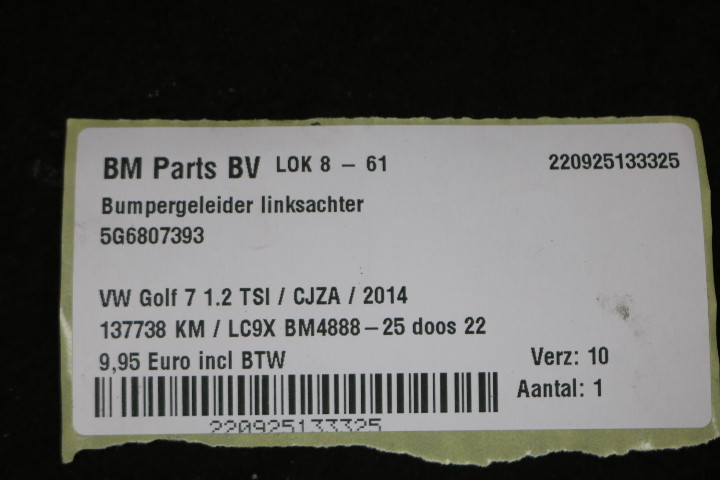 BM Parts BV LOK 8 - 61 220925133325
Bumpergeleider linksachter
5G6807393
VW Golf 7 1.2 TSI / CJZA / 2014
137738 KM / LC9X BM4888-25 doos 22
9,95 Euro incl BTW Verz: 10
Aantal: 1
220925133325